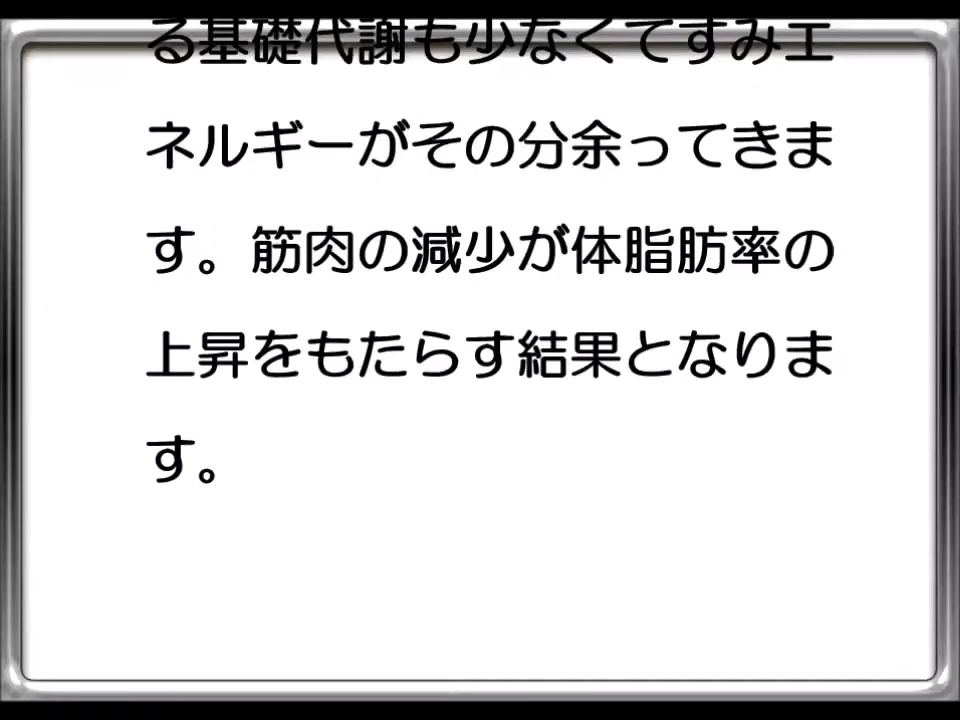 る基礎代謝も少なくてすみエ
ネルギーがその分余ってきま
す。筋肉の減少が体脂肪率の
上昇をもたらす結果となりま
す。